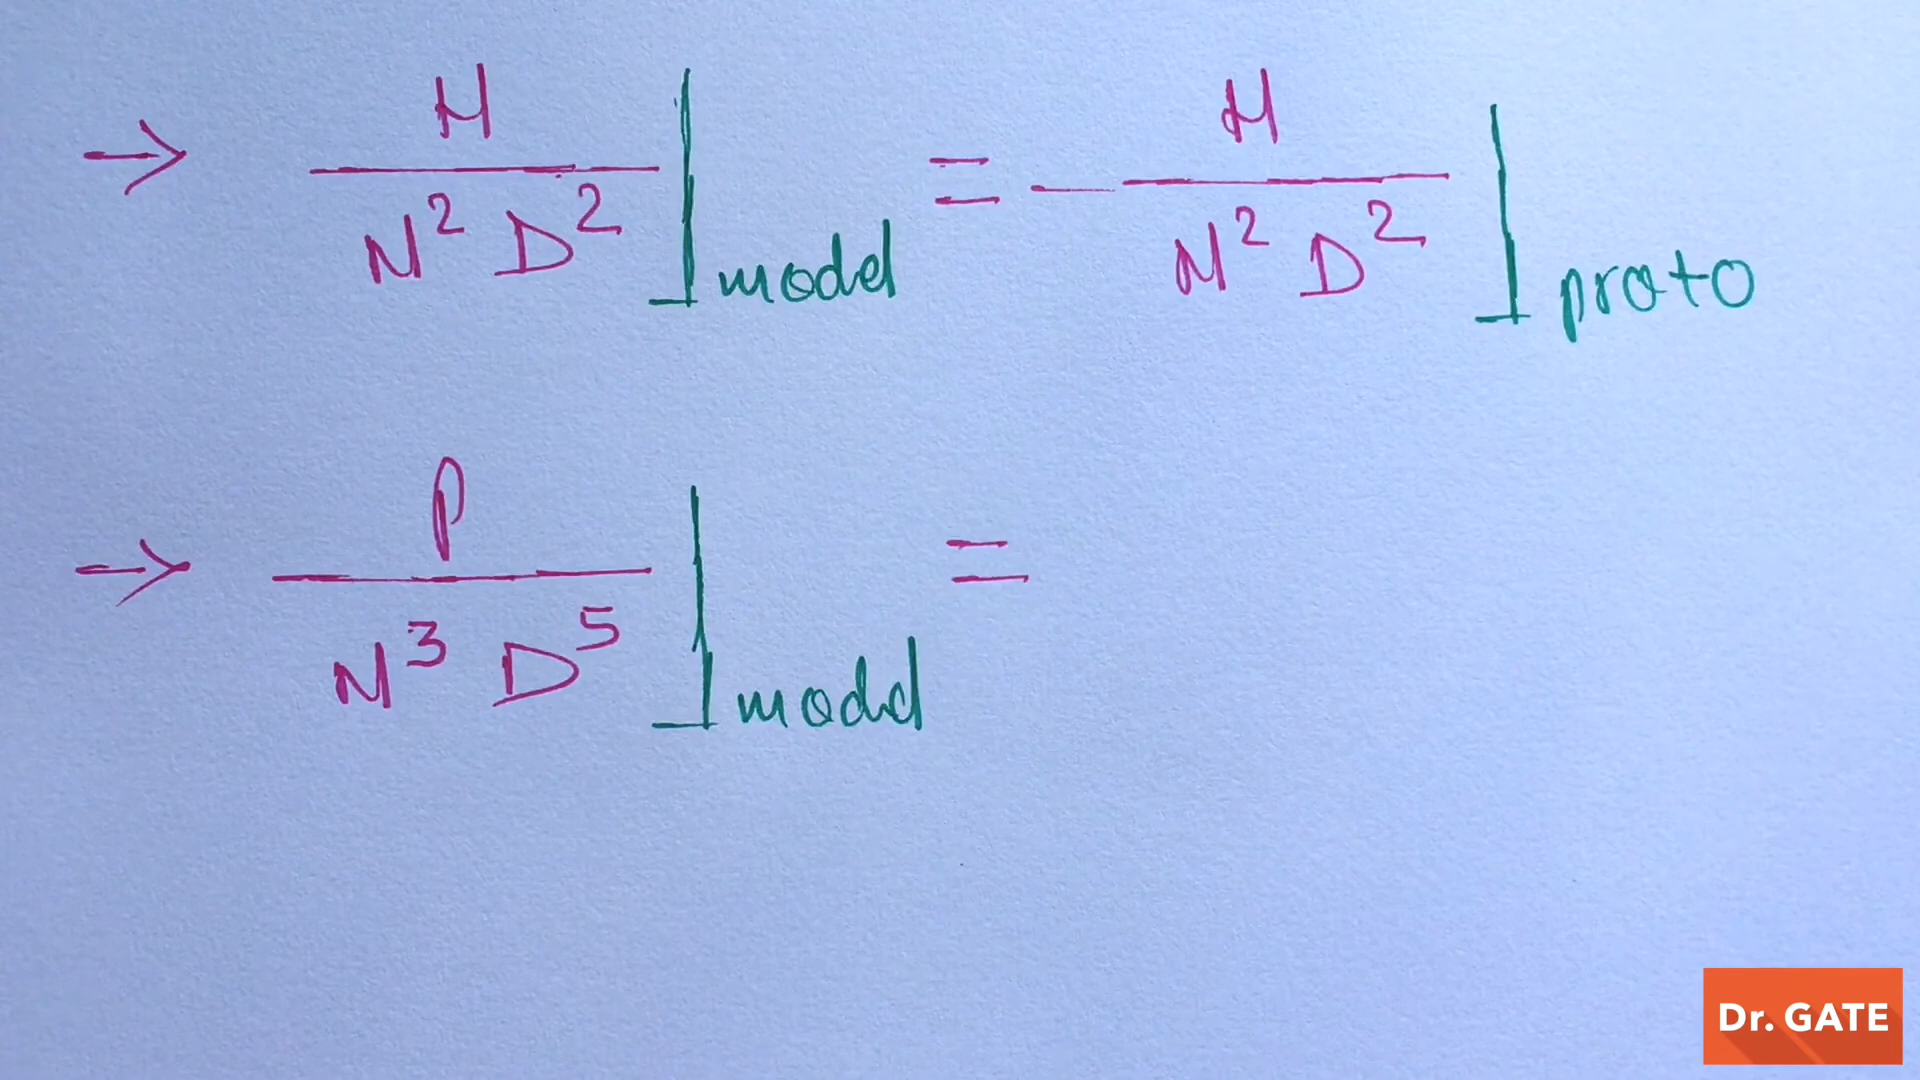 → H / N² D² | model = H / N² D² | proto
→ P / N³ D⁵ | model =
Dr. GATE